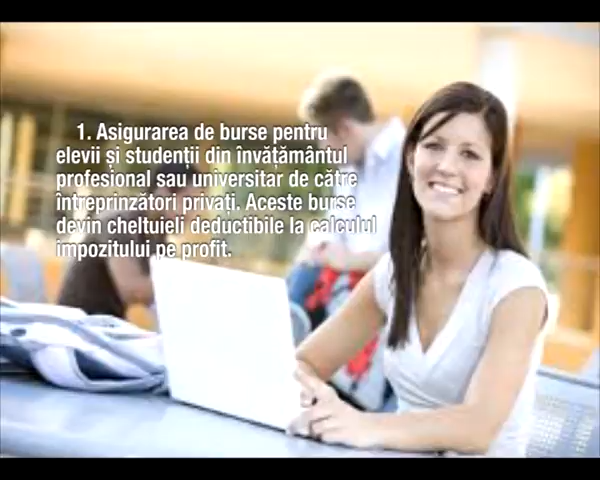 1. Asigurarea de burse pentru
elevii și studenții din învățământul
profesional sau universitar de către
întreprinzători privați. Aceste burse
devin cheltuieli deductibile la calculul
impozitului pe profit.